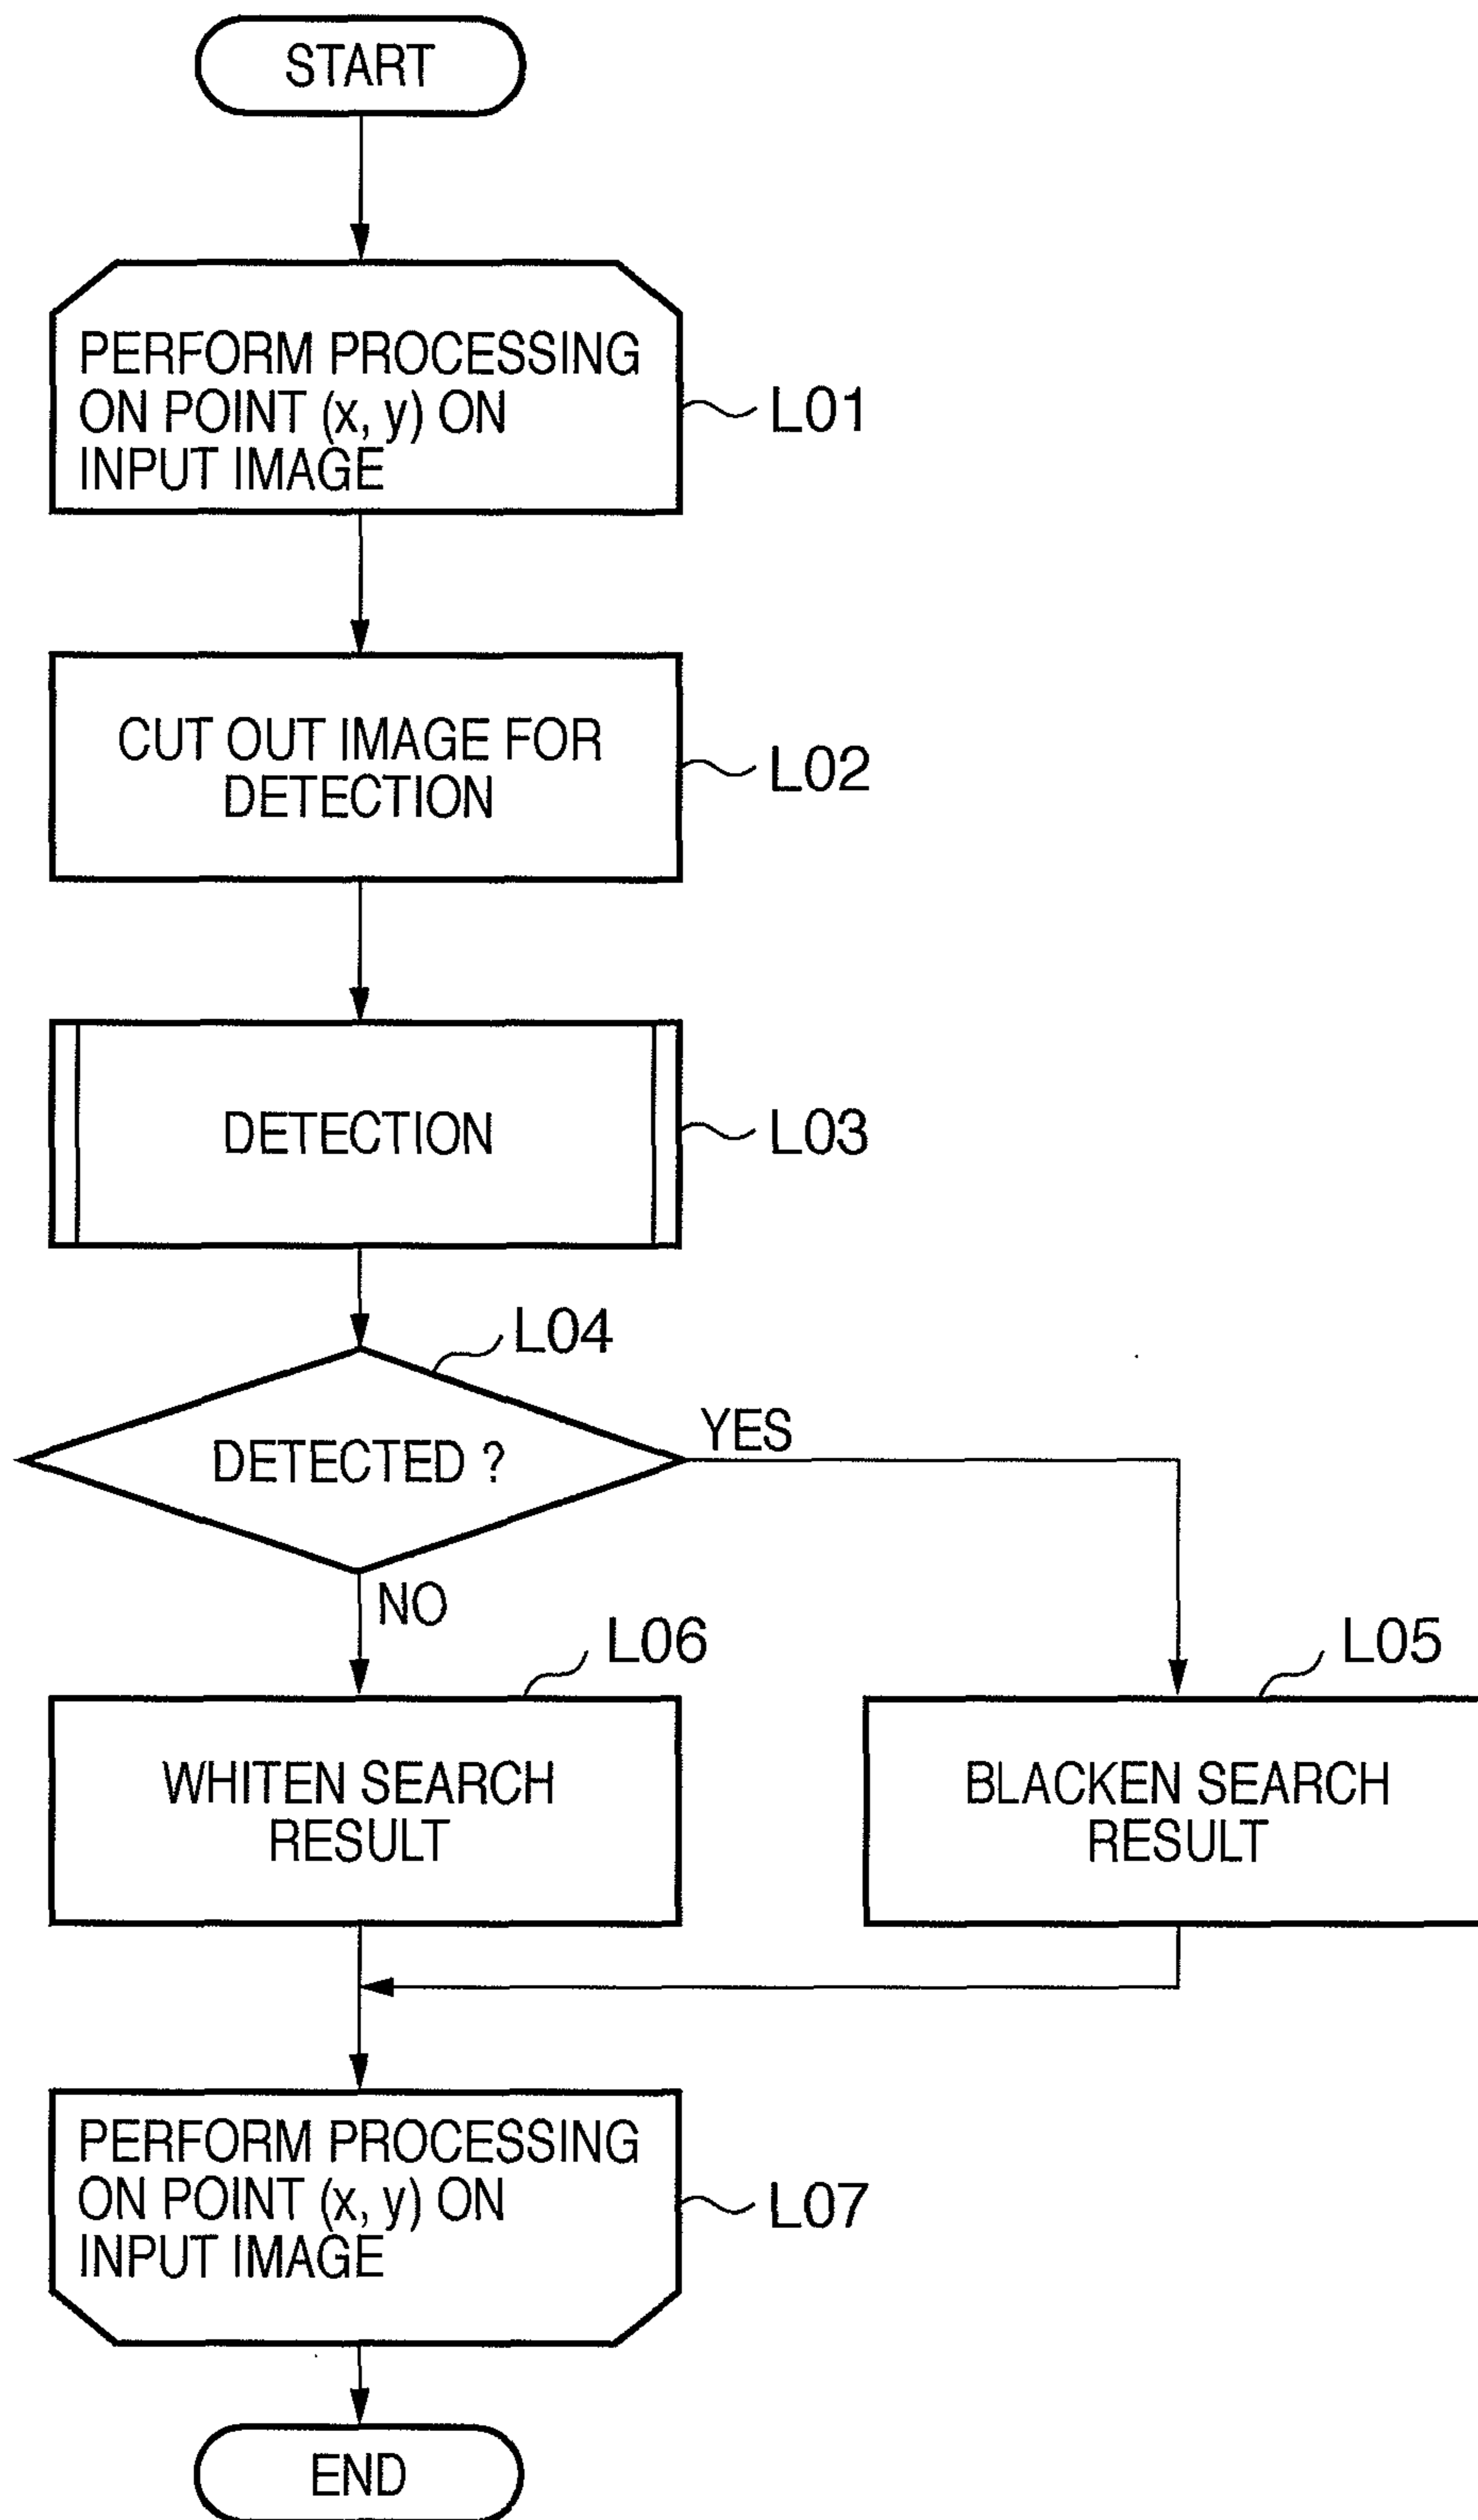 START
PERFORM PROCESSING
ON POINT (x, y) ON
INPUT IMAGE
L01
CUT OUT IMAGE FOR
DETECTION
L02
DETECTION
L03
L04
DETECTED ?
YES
NO
L06
WHITEN SEARCH
RESULT
L05
BLACKEN SEARCH
RESULT
PERFORM PROCESSING
ON POINT (x, y) ON
INPUT IMAGE
L07
END